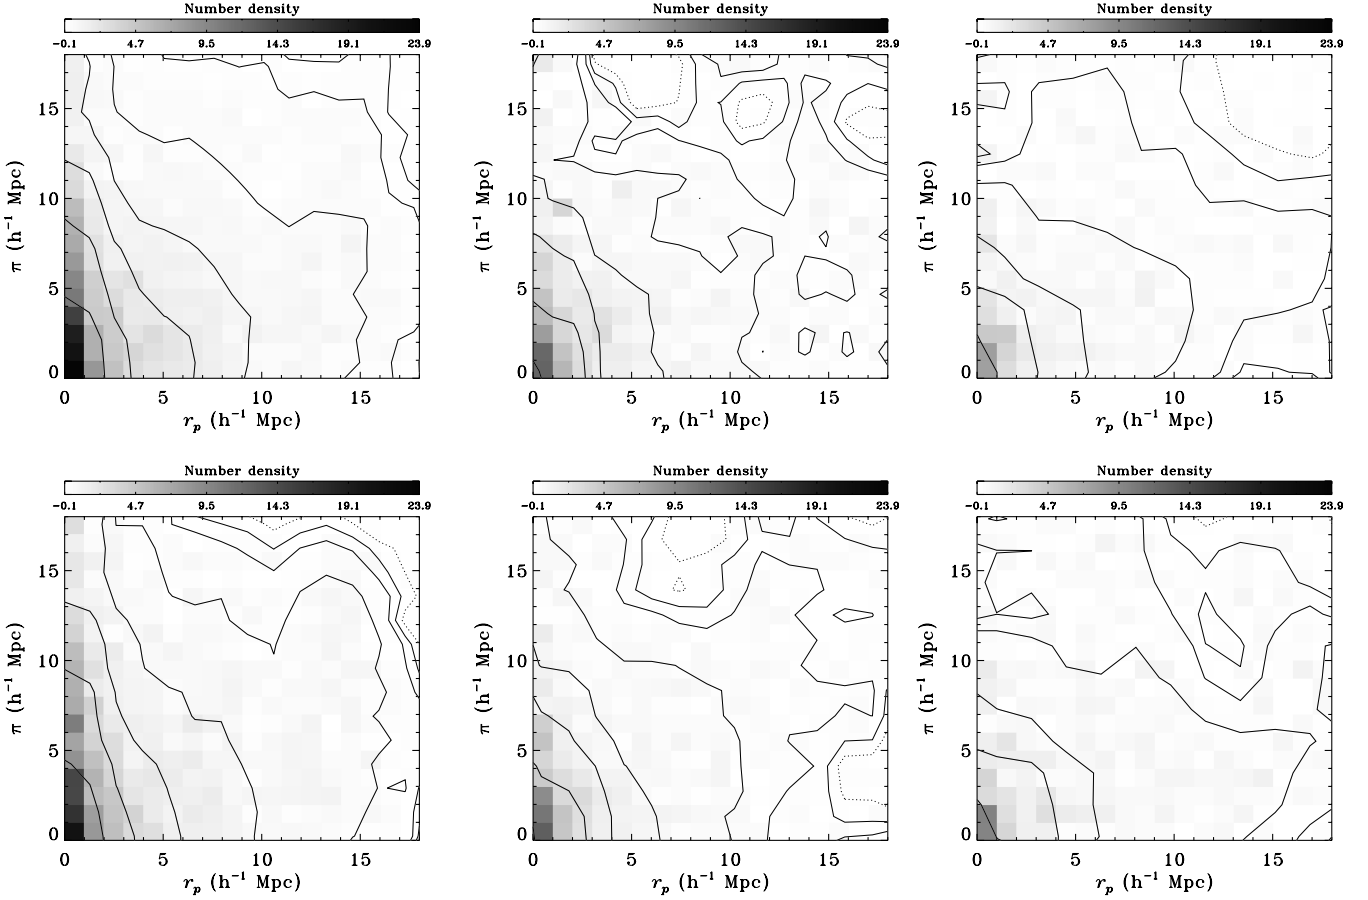 Number density Number density Number density
−0.1 4.7 9.5 14.3 19.1 23.9 −0.1 4.7 9.5 14.3 19.1 23.9 −0.1 4.7 9.5 14.3 19.1 23.9
15 15 15
10 10 10
π (h⁻¹ Mpc) π (h⁻¹ Mpc) π (h⁻¹ Mpc)
5 5 5
0 0 0
0 5 10 15 0 5 10 15 0 5 10 15
r_p (h⁻¹ Mpc) r_p (h⁻¹ Mpc) r_p (h⁻¹ Mpc)
Number density Number density Number density
−0.1 4.7 9.5 14.3 19.1 23.9 −0.1 4.7 9.5 14.3 19.1 23.9 −0.1 4.7 9.5 14.3 19.1 23.9
15 15 15
10 10 10
π (h⁻¹ Mpc) π (h⁻¹ Mpc) π (h⁻¹ Mpc)
5 5 5
0 0 0
0 5 10 15 0 5 10 15 0 5 10 15
r_p (h⁻¹ Mpc) r_p (h⁻¹ Mpc) r_p (h⁻¹ Mpc)